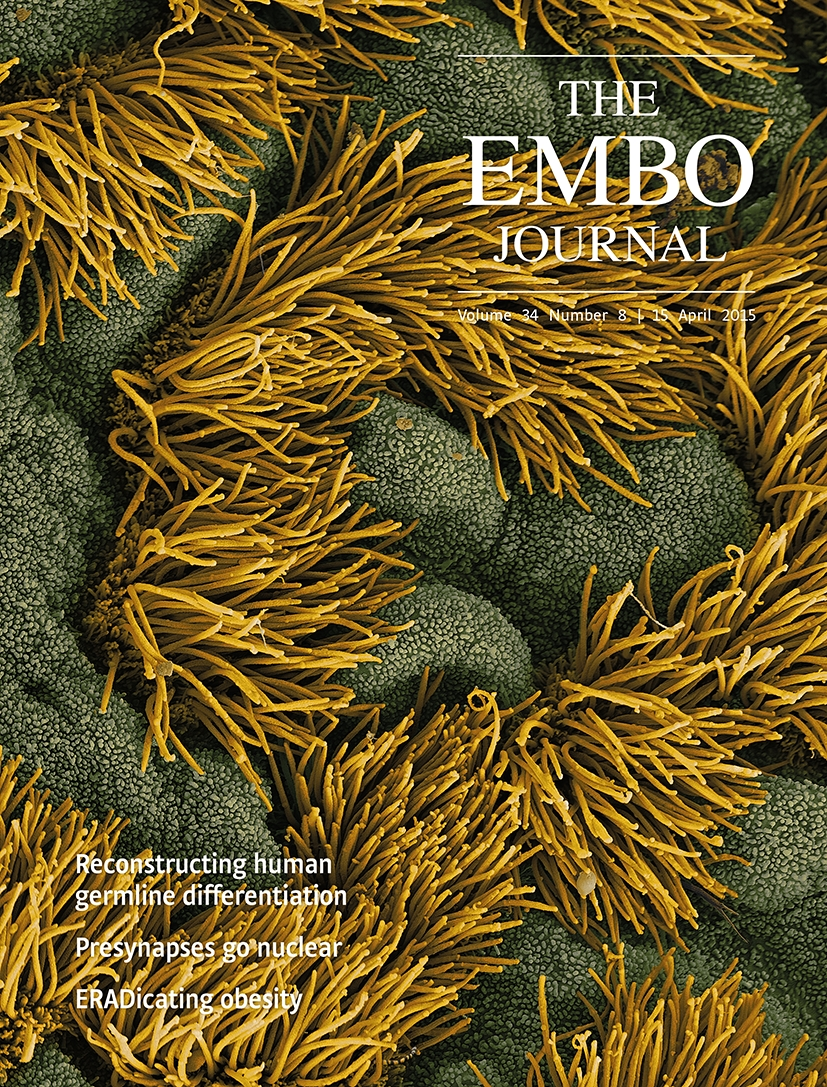 THE
EMBO
JOURNAL
Volume 34 Number 8 | 15 April 2015
Reconstructing human
germline differentiation
Presynapses go nuclear
ERADicating obesity